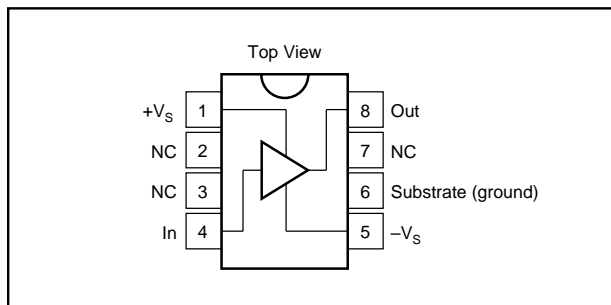 Top View
+VS 1 8 Out
NC 2 7 NC
NC 3 6 Substrate (ground)
In 4 5 –VS